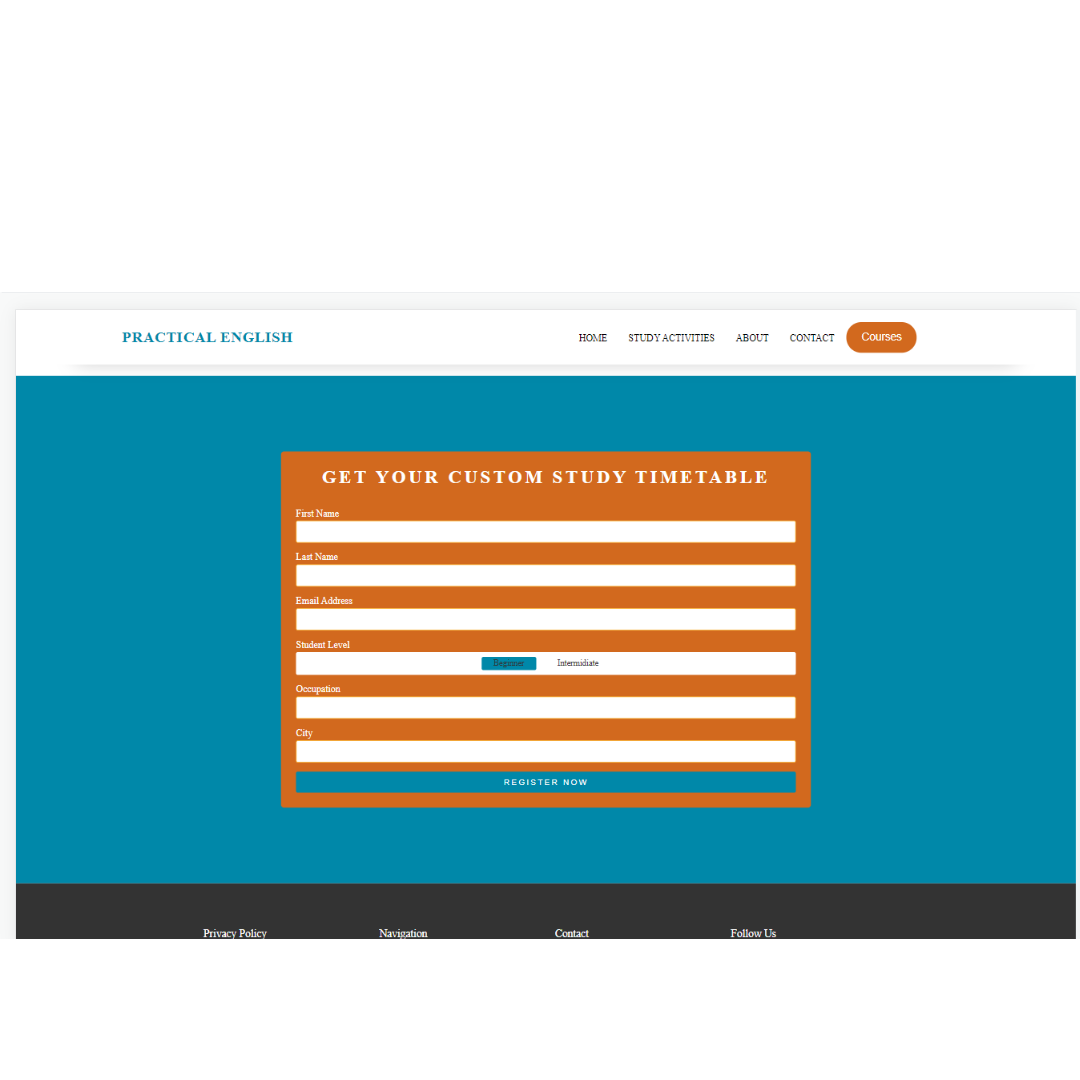 PRACTICAL ENGLISH HOME STUDY ACTIVITIES ABOUT CONTACT Courses
GET YOUR CUSTOM STUDY TIMETABLE
First Name
Last Name
Email Address
Student Level
Beginner Intermidiate
Occupation
City
REGISTER NOW
Privacy Policy Navigation Contact Follow Us